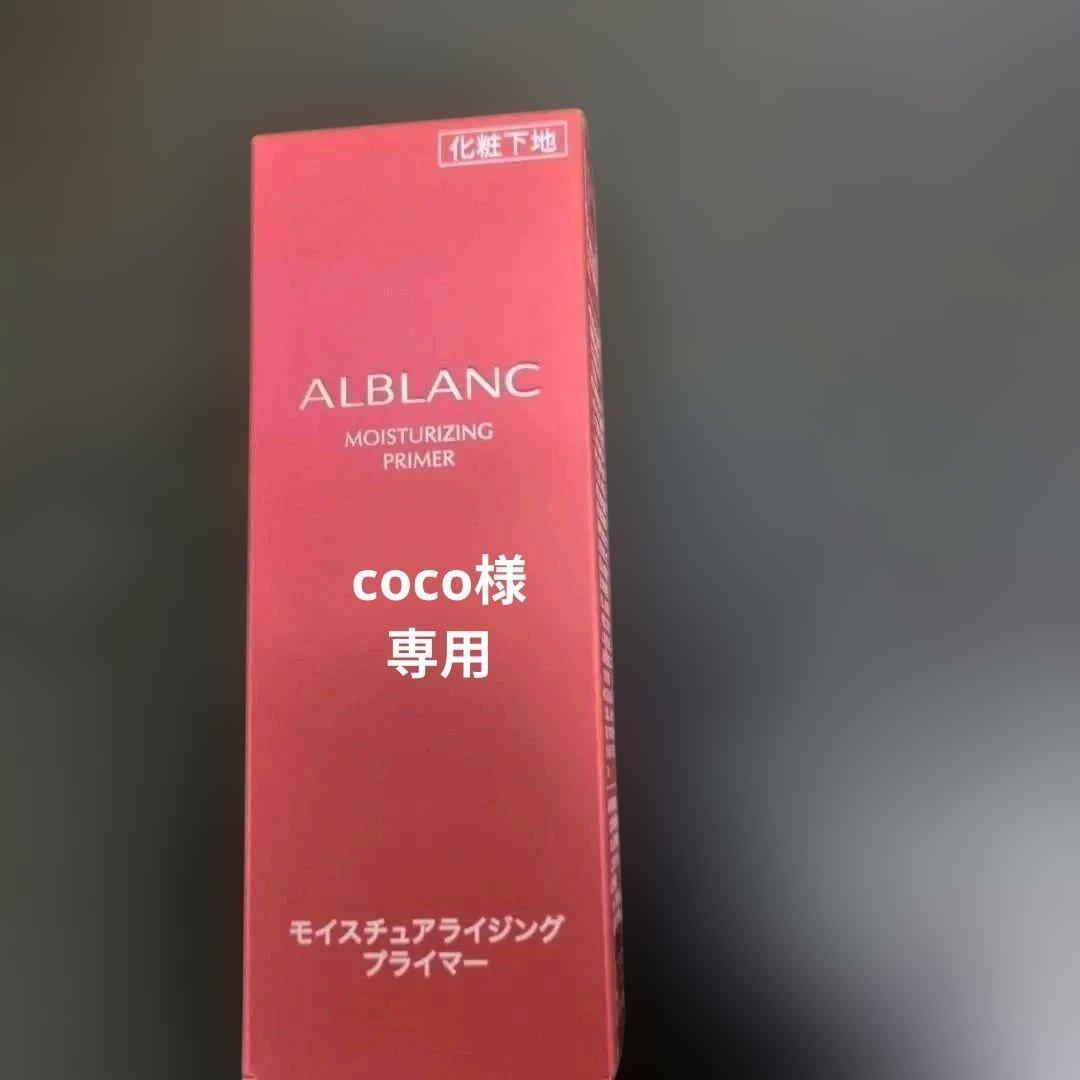 化粧下地
ALBLANC
MOISTURIZING
PRIMER
coco様
専用
モイスチュアライジング
プライマー